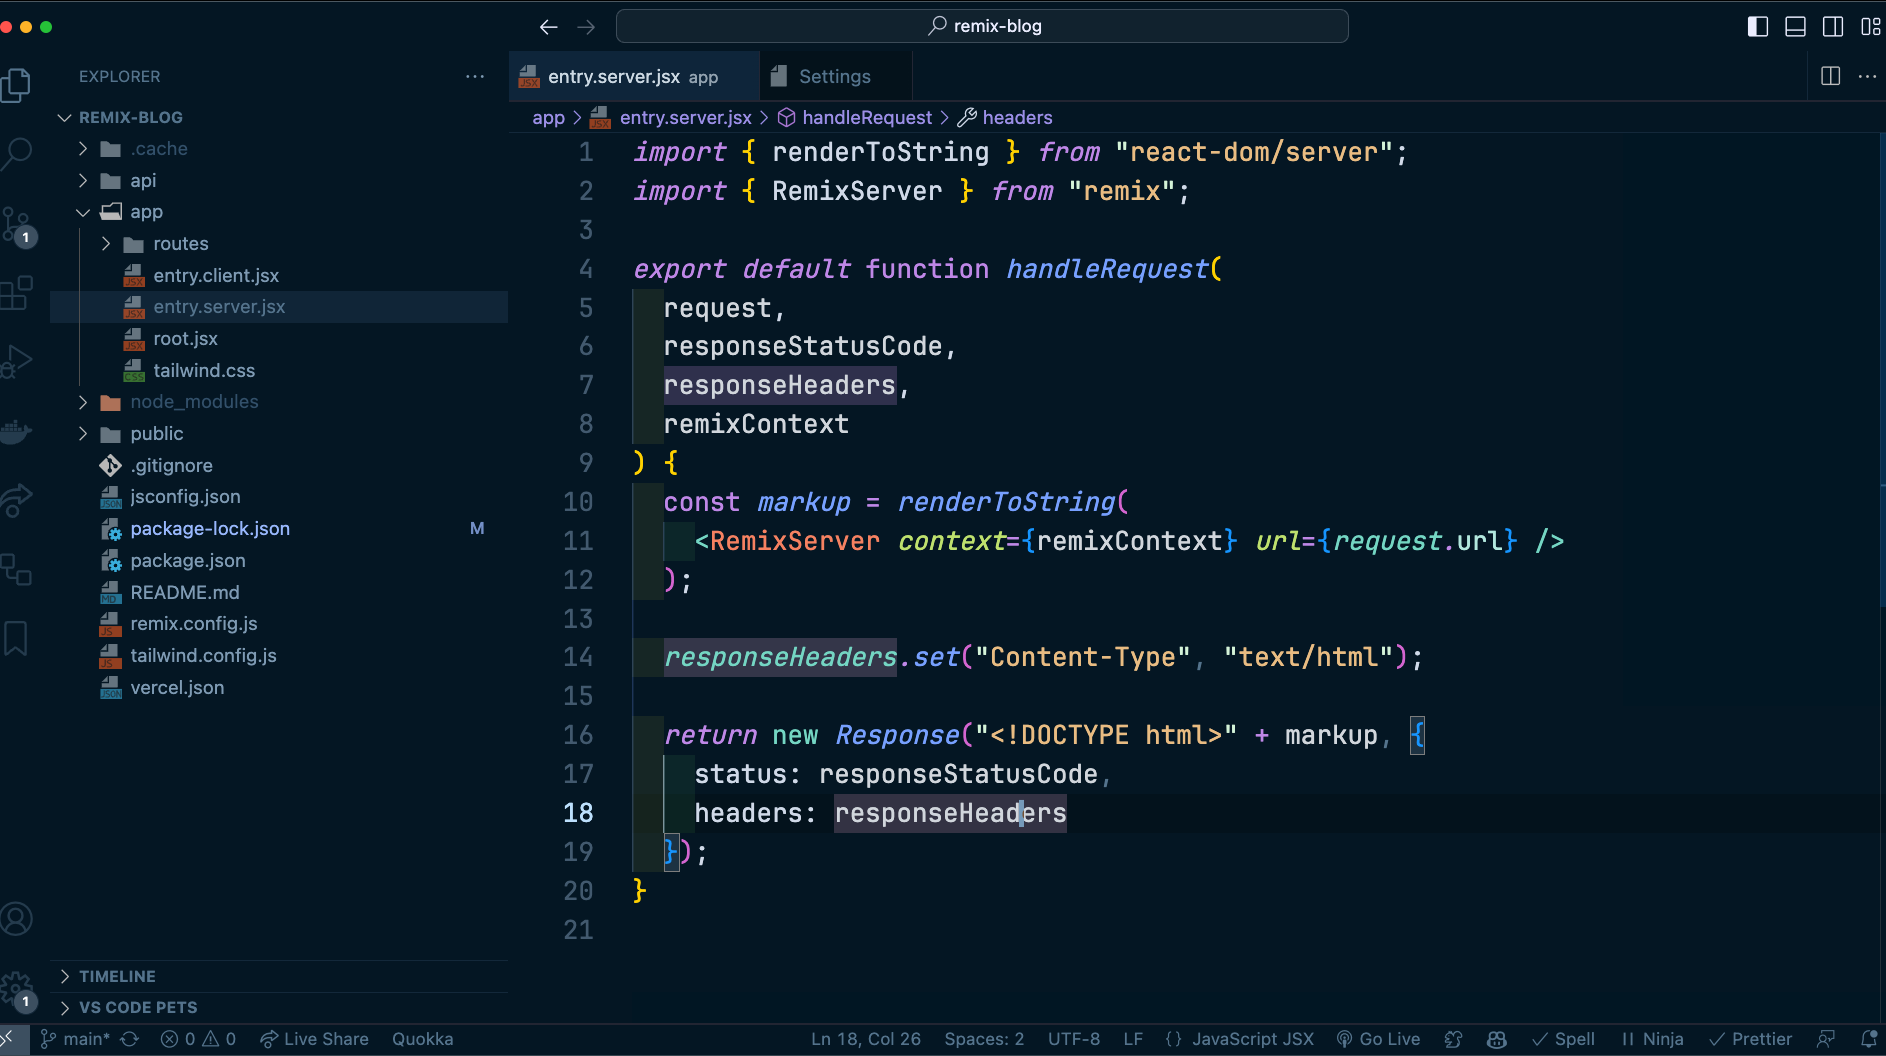 remix-blog
EXPLORER
REMIX-BLOG
.cache
api
app
routes
entry.client.jsx
entry.server.jsx
root.jsx
tailwind.css
node_modules
public
.gitignore
jsconfig.json
package-lock.json M
package.json
README.md
remix.config.js
tailwind.config.js
vercel.json
TIMELINE
VS CODE PETS
1
1
entry.server.jsx app
Settings
app > entry.server.jsx > handleRequest > headers
1 import { renderToString } from "react-dom/server";
2 import { RemixServer } from "remix";
3
4 export default function handleRequest(
5 request,
6 responseStatusCode,
7 responseHeaders,
8 remixContext
9 ) {
10 const markup = renderToString(
11 <RemixServer context={remixContext} url={request.url} />
12 );
13
14 responseHeaders.set("Content-Type", "text/html");
15
16 return new Response("<!DOCTYPE html>" + markup, {
17 status: responseStatusCode,
18 headers: responseHeaders
19 });
20 }
21
main* 0 0 Live Share Quokka Ln 18, Col 26 Spaces: 2 UTF-8 LF {} JavaScript JSX Go Live Spell Ninja Prettier